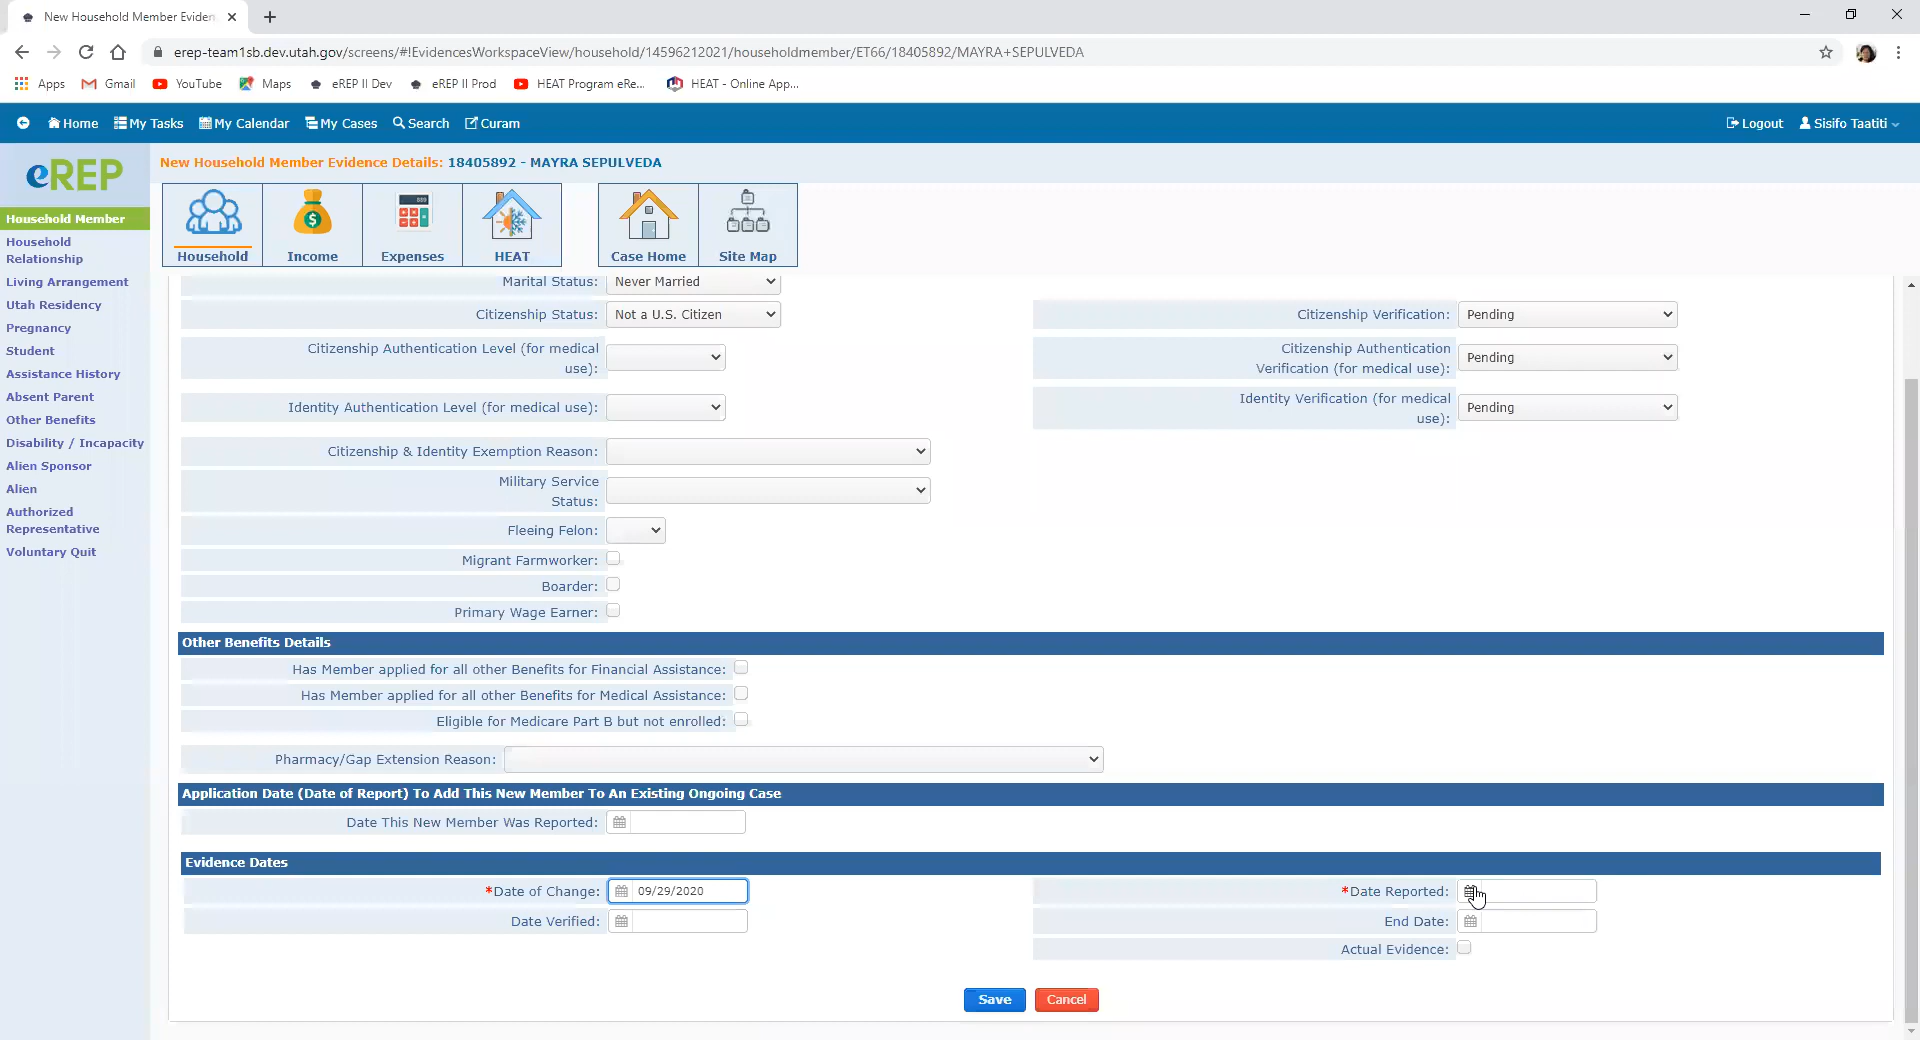 New Household Member Eviden
erep-team1sb.dev.utah.gov/screens/#!EvidencesWorkspaceView/household/14596212021/householdmember/ET66/18405892/MAYRA+SEPULVEDA
Apps Gmail YouTube Maps eREP II Dev eREP II Prod HEAT Program eRe... HEAT - Online App...
Home My Tasks My Calendar My Cases Search Curam Logout Sisifo Taatiti
eREP
New Household Member Evidence Details: 18405892 - MAYRA SEPULVEDA
Household Income Expenses HEAT Case Home Site Map
Household Member
Household
Relationship
Living Arrangement
Utah Residency
Pregnancy
Student
Assistance History
Absent Parent
Other Benefits
Disability / Incapacity
Alien Sponsor
Alien
Authorized
Representative
Voluntary Quit
Marital Status: Never Married
Citizenship Status: Not a U.S. Citizen Citizenship Verification: Pending
Citizenship Authentication Level (for medical
use):
Citizenship Authentication
Verification (for medical use): Pending
Identity Authentication Level (for medical use):
Identity Verification (for medical
use): Pending
Citizenship & Identity Exemption Reason:
Military Service
Status:
Fleeing Felon:
Migrant Farmworker:
Boarder:
Primary Wage Earner:
Other Benefits Details
Has Member applied for all other Benefits for Financial Assistance:
Has Member applied for all other Benefits for Medical Assistance:
Eligible for Medicare Part B but not enrolled:
Pharmacy/Gap Extension Reason:
Application Date (Date of Report) To Add This New Member To An Existing Ongoing Case
Date This New Member Was Reported:
Evidence Dates
*Date of Change: 09/29/2020 *Date Reported:
Date Verified: End Date:
Actual Evidence:
Save Cancel